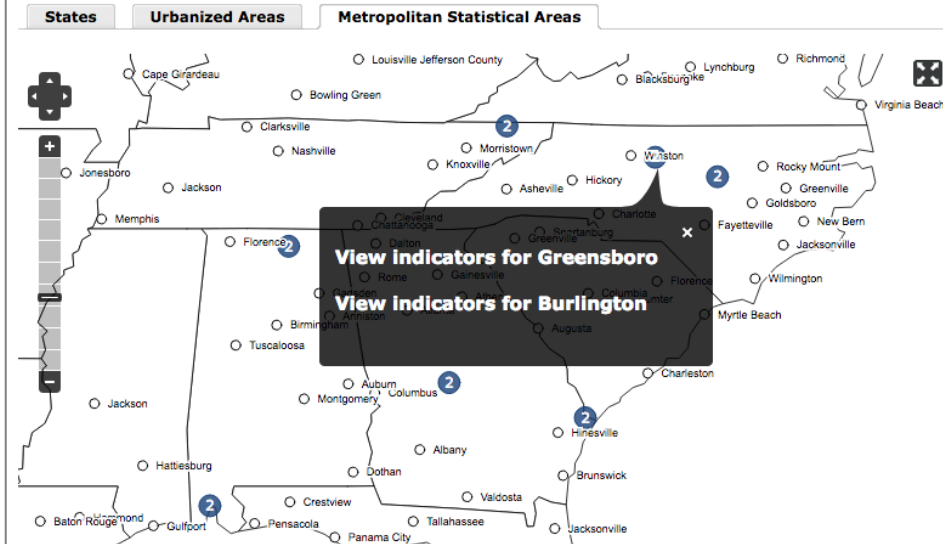 States
Urbanized Areas
Metropolitan Statistical Areas
Louisville Jefferson County
Richmond
Lynchburg
Cape Girardeau
Blacksburg
Bowling Green
Virginia Beach
Clarksville
2
Nashville
Morristown
Winston
Knoxville
Rocky Mount
Jonesboro
2
Jackson
Asheville
Hickory
Greenville
Goldsboro
Memphis
Cleveland
Charlotte
Chattanooga
Fayetteville
New Bern
Spartanburg
×
Florence
2
Dalton
Greenville
Jacksonville
View indicators for Greensboro
Rome
Gainesville
Florence
Wilmington
Gadsden
Columbia
View indicators for Burlington
Anniston
Myrtle Beach
Birmingham
Augusta
Tuscaloosa
Charleston
Auburn
2
Columbus
Montgomery
Jackson
2
Hinesville
Albany
Hattiesburg
Dothan
Brunswick
Valdosta
Crestview
2
Baton Rouge
Gulfport
Pensacola
Tallahassee
Jacksonville
Panama City
+
−